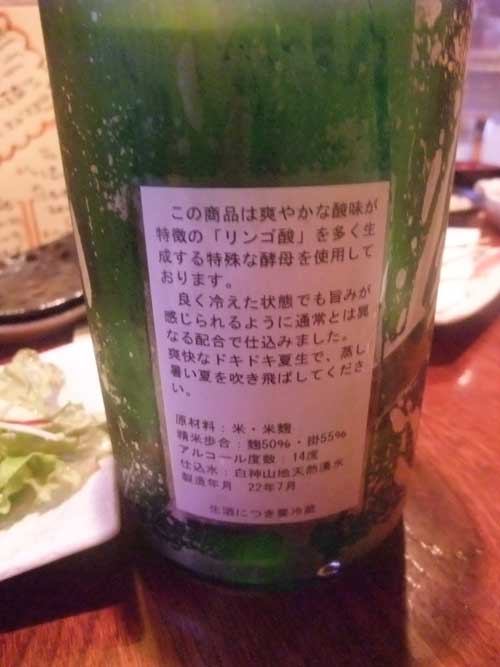 この商品は爽やかな酸味が
特徴の「リンゴ酸」を多く生
成する特殊な酵母を使用して
おります。
良く冷えた状態でも旨みが
感じられるように通常とは異
なる配合で仕込みました。
爽快なドキドキ夏生で、蒸し
暑い夏を吹き飛ばしてくださ
い。
原材料：米・米麹
精米歩合：麹50％・掛55％
アルコール度数：14度
仕込水：白神山地天然湧水
製造年月 22年7月
生酒につき要冷蔵